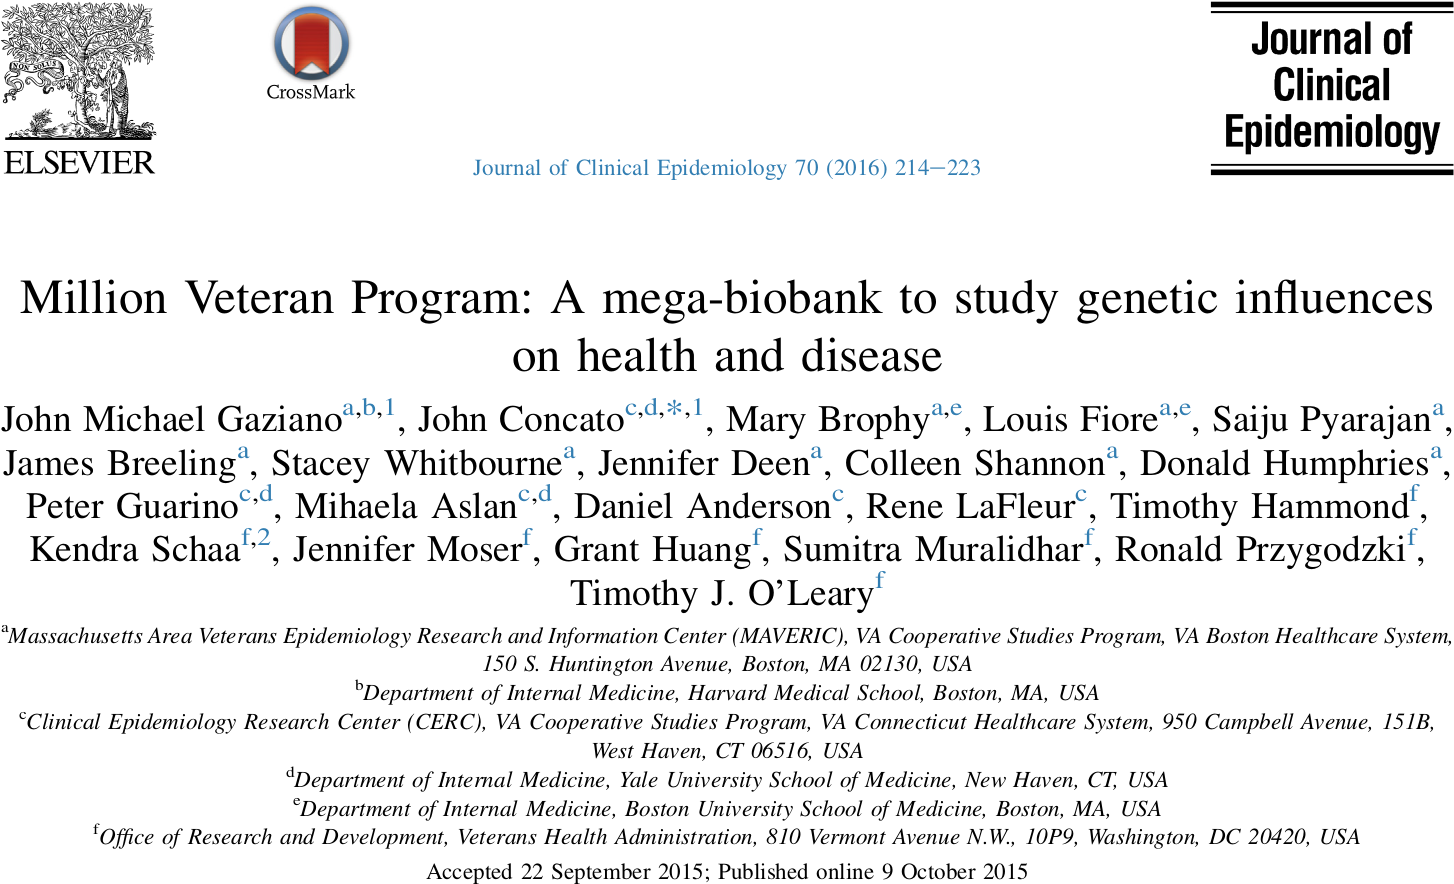 NON SOLUS
ELSEVIER
CrossMark
Journal of Clinical Epidemiology 70 (2016) 214–223
Journal of
Clinical
Epidemiology
Million Veteran Program: A mega-biobank to study genetic influences
on health and disease
John Michael Gaziano^a,b,1, John Concato^c,d,*,1, Mary Brophy^a,e, Louis Fiore^a,e, Saiju Pyarajan^a,
James Breeling^a, Stacey Whitbourne^a, Jennifer Deen^a, Colleen Shannon^a, Donald Humphries^a,
Peter Guarino^c,d, Mihaela Aslan^c,d, Daniel Anderson^c, Rene LaFleur^c, Timothy Hammond^f,
Kendra Schaa^f,2, Jennifer Moser^f, Grant Huang^f, Sumitra Muralidhar^f, Ronald Przygodzki^f,
Timothy J. O'Leary^f
^aMassachusetts Area Veterans Epidemiology Research and Information Center (MAVERIC), VA Cooperative Studies Program, VA Boston Healthcare System,
150 S. Huntington Avenue, Boston, MA 02130, USA
^bDepartment of Internal Medicine, Harvard Medical School, Boston, MA, USA
^cClinical Epidemiology Research Center (CERC), VA Cooperative Studies Program, VA Connecticut Healthcare System, 950 Campbell Avenue, 151B,
West Haven, CT 06516, USA
^dDepartment of Internal Medicine, Yale University School of Medicine, New Haven, CT, USA
^eDepartment of Internal Medicine, Boston University School of Medicine, Boston, MA, USA
^fOffice of Research and Development, Veterans Health Administration, 810 Vermont Avenue N.W., 10P9, Washington, DC 20420, USA
Accepted 22 September 2015; Published online 9 October 2015